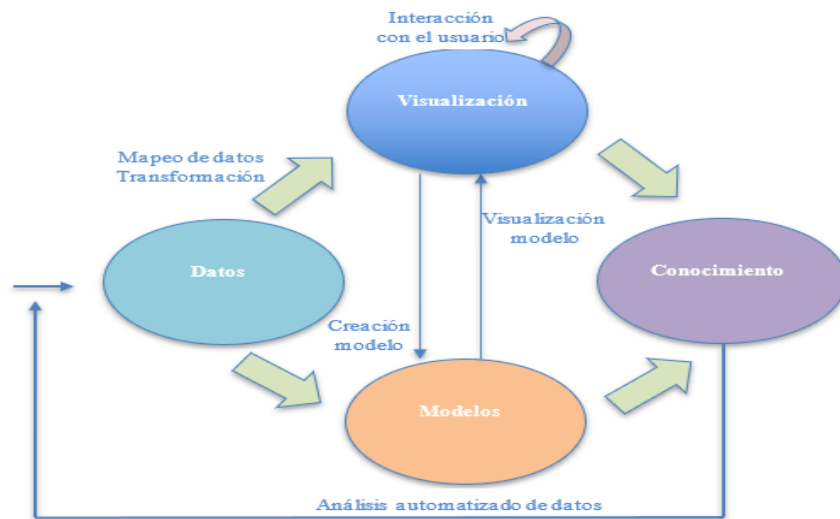 Interacción
con el usuario
Visualización
Mapeo de datos
Transformación
Visualización
modelo
Datos
Conocimiento
Creación
modelo
Modelos
Análisis automatizado de datos